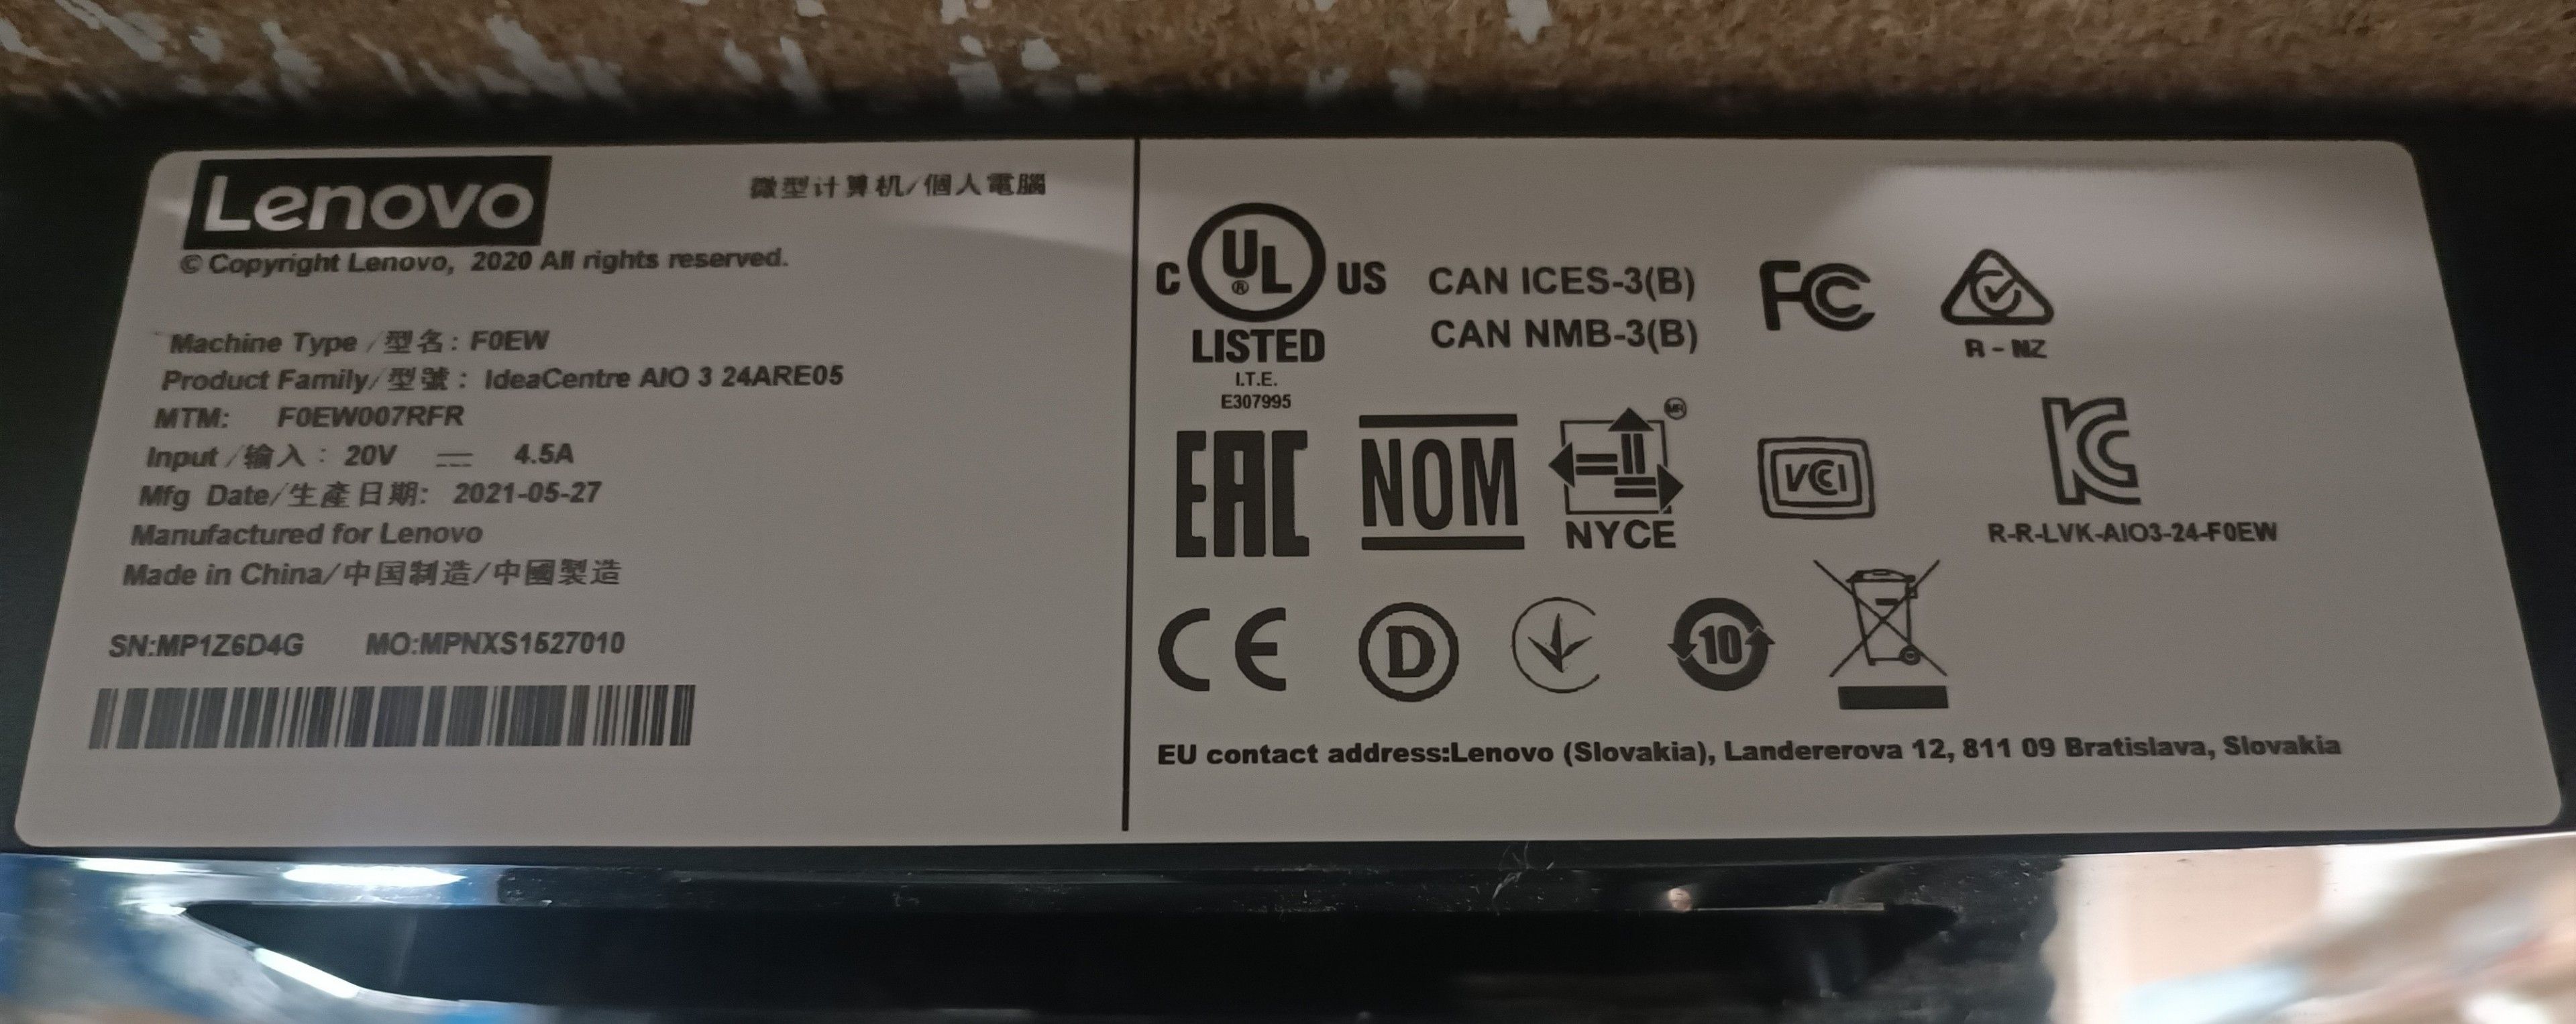 Lenovo
微型计算机/個人電腦
© Copyright Lenovo, 2020 All rights reserved.
Machine Type /型名: F0EW
Product Family/型號: IdeaCentre AIO 3 24ARE05
MTM: F0EW007RFR
Input/输入: 20V ⎓ 4.5A
Mfg Date/生產日期: 2021-05-27
Manufactured for Lenovo
Made in China/中国制造/中國製造
SN:MP1Z6D4G MO:MPNXS1527010
C UL® US
LISTED
I.T.E.
E307995
CAN ICES-3(B)
CAN NMB-3(B)
FC
R-NZ
EAC
NOM
NYCE
MR
VCCI
KC
R-R-LVK-AIO3-24-F0EW
CE
D
10
EU contact address:Lenovo (Slovakia), Landererova 12, 811 09 Bratislava, Slovakia